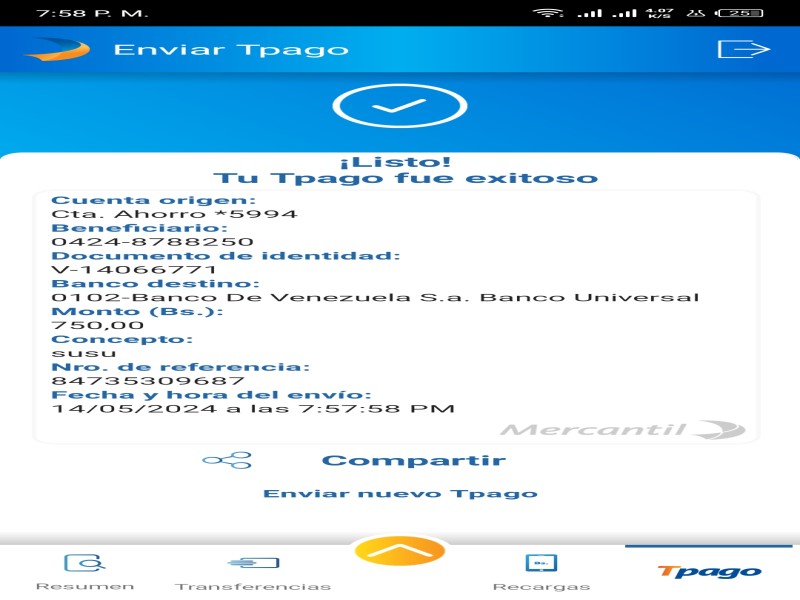 7:58 P. M.
4.07 K/S
25
Enviar Tpago
¡Listo!
Tu Tpago fue exitoso
Cuenta origen:
Cta. Ahorro *5994
Beneficiario:
0424-8788250
Documento de identidad:
V-14066771
Banco destino:
0102-Banco De Venezuela S.a. Banco Universal
Monto (Bs.):
750,00
Concepto:
susu
Nro. de referencia:
84735309687
Fecha y hora del envío:
14/05/2024 a las 7:57:58 PM
Mercantil
Compartir
Enviar nuevo Tpago
Bs.
Resumen
Transferencias
Recargas
Tpago